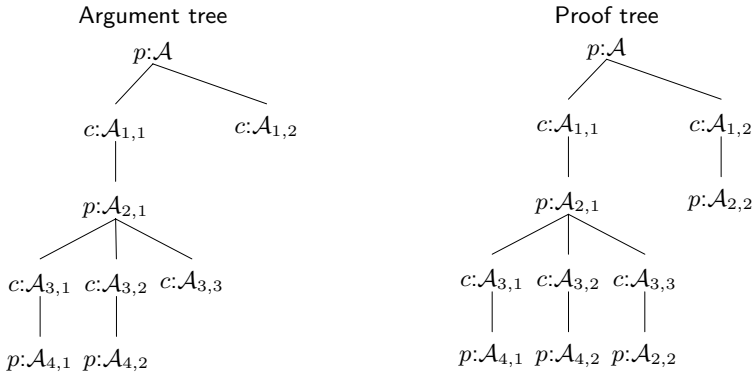 Argument tree Proof tree
p:𝒜 p:𝒜
c:𝒜₁,₁ c:𝒜₁,₂ c:𝒜₁,₁ c:𝒜₁,₂
p:𝒜₂,₁ p:𝒜₂,₁ p:𝒜₂,₂
c:𝒜₃,₁ c:𝒜₃,₂ c:𝒜₃,₃ c:𝒜₃,₁ c:𝒜₃,₂ c:𝒜₃,₃
p:𝒜₄,₁ p:𝒜₄,₂ p:𝒜₄,₁ p:𝒜₄,₂ p:𝒜₂,₂